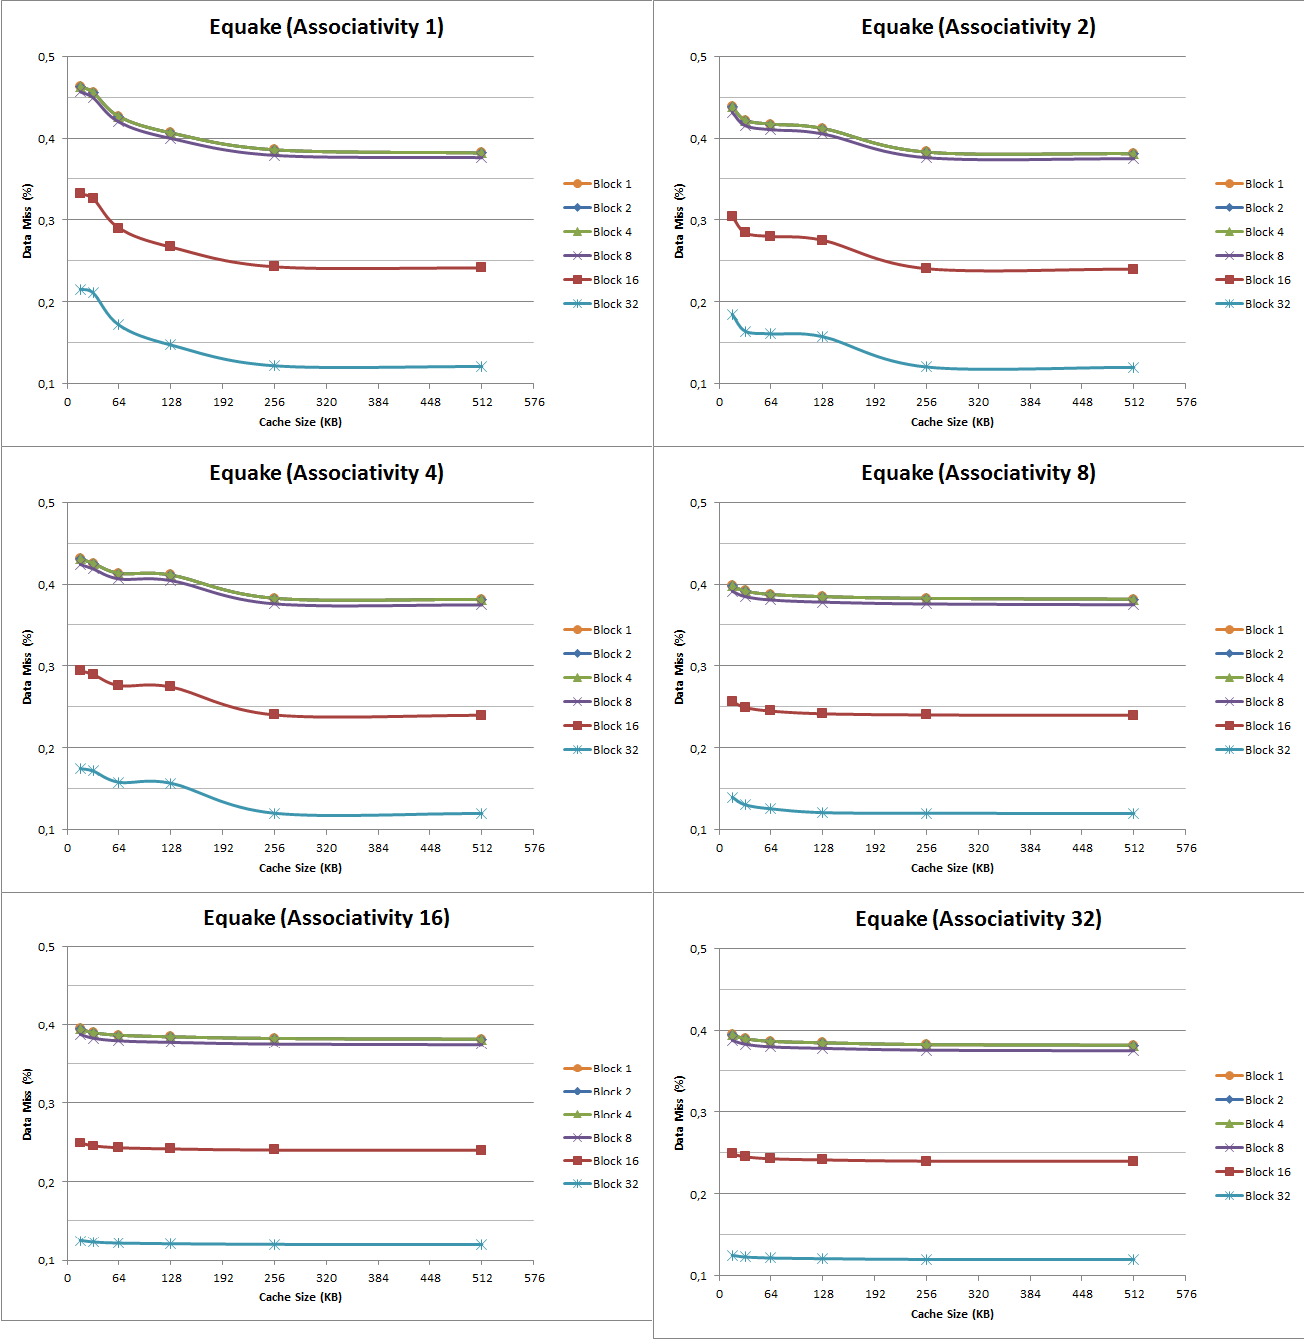 Equake (Associativity 1)
0,5
0,4
0,3
0,2
0,1
Data Miss (%)
0 64 128 192 256 320 384 448 512 576
Cache Size (KB)
Block 1
Block 2
Block 4
Block 8
Block 16
Block 32
Equake (Associativity 2)
0,5
0,4
0,3
0,2
0,1
Data Miss (%)
0 64 128 192 256 320 384 448 512 576
Cache Size (KB)
Block 1
Block 2
Block 4
Block 8
Block 16
Block 32
Equake (Associativity 4)
0,5
0,4
0,3
0,2
0,1
Data Miss (%)
0 64 128 192 256 320 384 448 512 576
Cache Size (KB)
Block 1
Block 2
Block 4
Block 8
Block 16
Block 32
Equake (Associativity 8)
0,5
0,4
0,3
0,2
0,1
Data Miss (%)
0 64 128 192 256 320 384 448 512 576
Cache Size (KB)
Block 1
Block 2
Block 4
Block 8
Block 16
Block 32
Equake (Associativity 16)
0,5
0,4
0,3
0,2
0,1
Data Miss (%)
0 64 128 192 256 320 384 448 512 576
Cache Size (KB)
Block 1
Block 2
Block 4
Block 8
Block 16
Block 32
Equake (Associativity 32)
0,5
0,4
0,3
0,2
0,1
Data Miss (%)
0 64 128 192 256 320 384 448 512 576
Cache Size (KB)
Block 1
Block 2
Block 4
Block 8
Block 16
Block 32